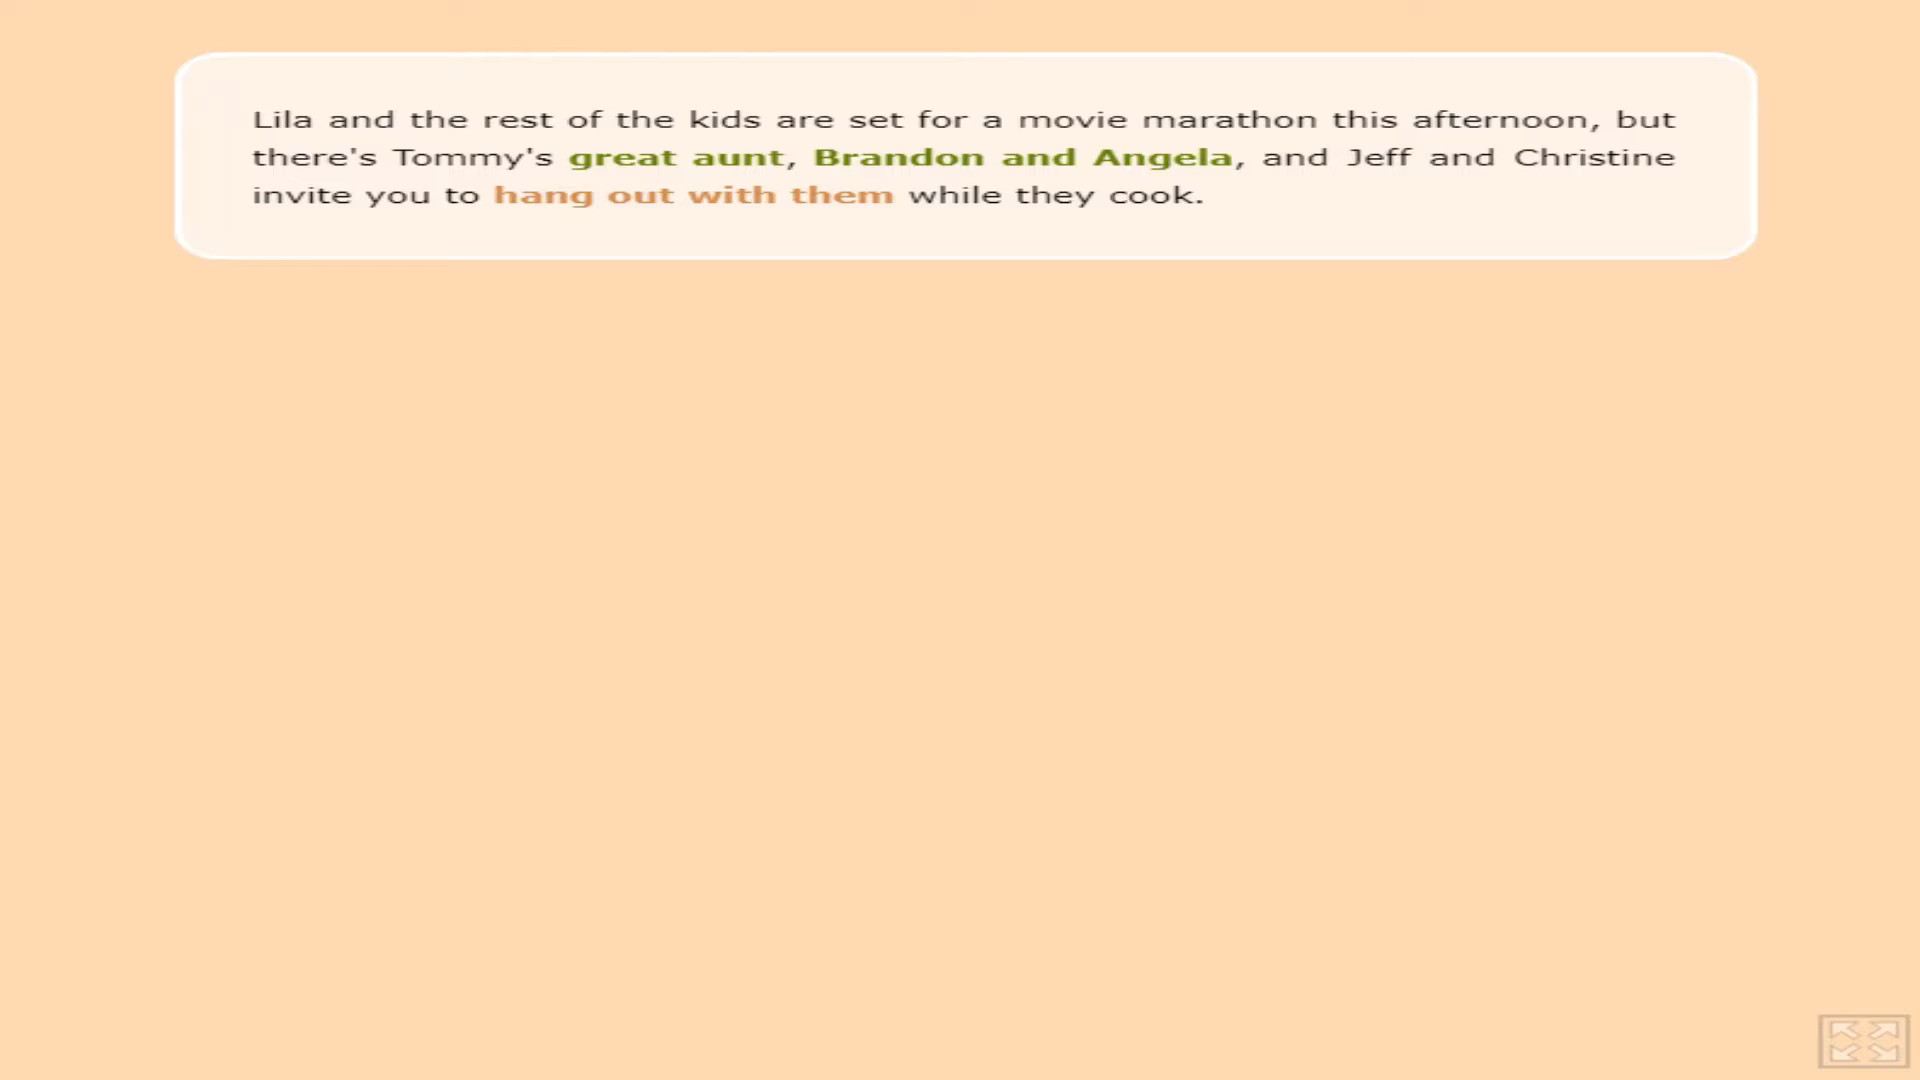 Lila and the rest of the kids are set for a movie marathon this afternoon, but
there's Tommy's great aunt, Brandon and Angela, and Jeff and Christine
invite you to hang out with them while they cook.